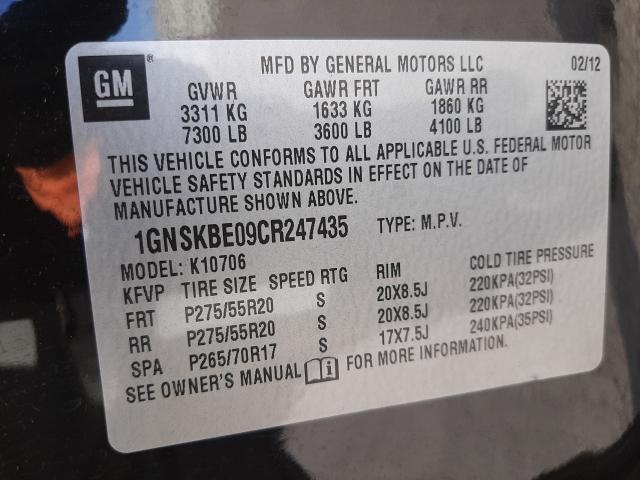 GM
MFD BY GENERAL MOTORS LLC 02/12
GVWR GAWR FRT GAWR RR
3311 KG 1633 KG 1860 KG
7300 LB 3600 LB 4100 LB
THIS VEHICLE CONFORMS TO ALL APPLICABLE U.S. FEDERAL MOTOR
VEHICLE SAFETY STANDARDS IN EFFECT ON THE DATE OF
MANUFACTURE SHOWN ABOVE.
1GNSKBE09CR247435 TYPE: M.P.V.
MODEL: K10706
KFVP TIRE SIZE SPEED RTG RIM COLD TIRE PRESSURE
FRT P275/55R20 S 20X8.5J 220KPA(32PSI)
RR P275/55R20 S 20X8.5J 220KPA(32PSI)
SPA P265/70R17 S 17X7.5J 240KPA(35PSI)
SEE OWNER'S MANUAL i FOR MORE INFORMATION.